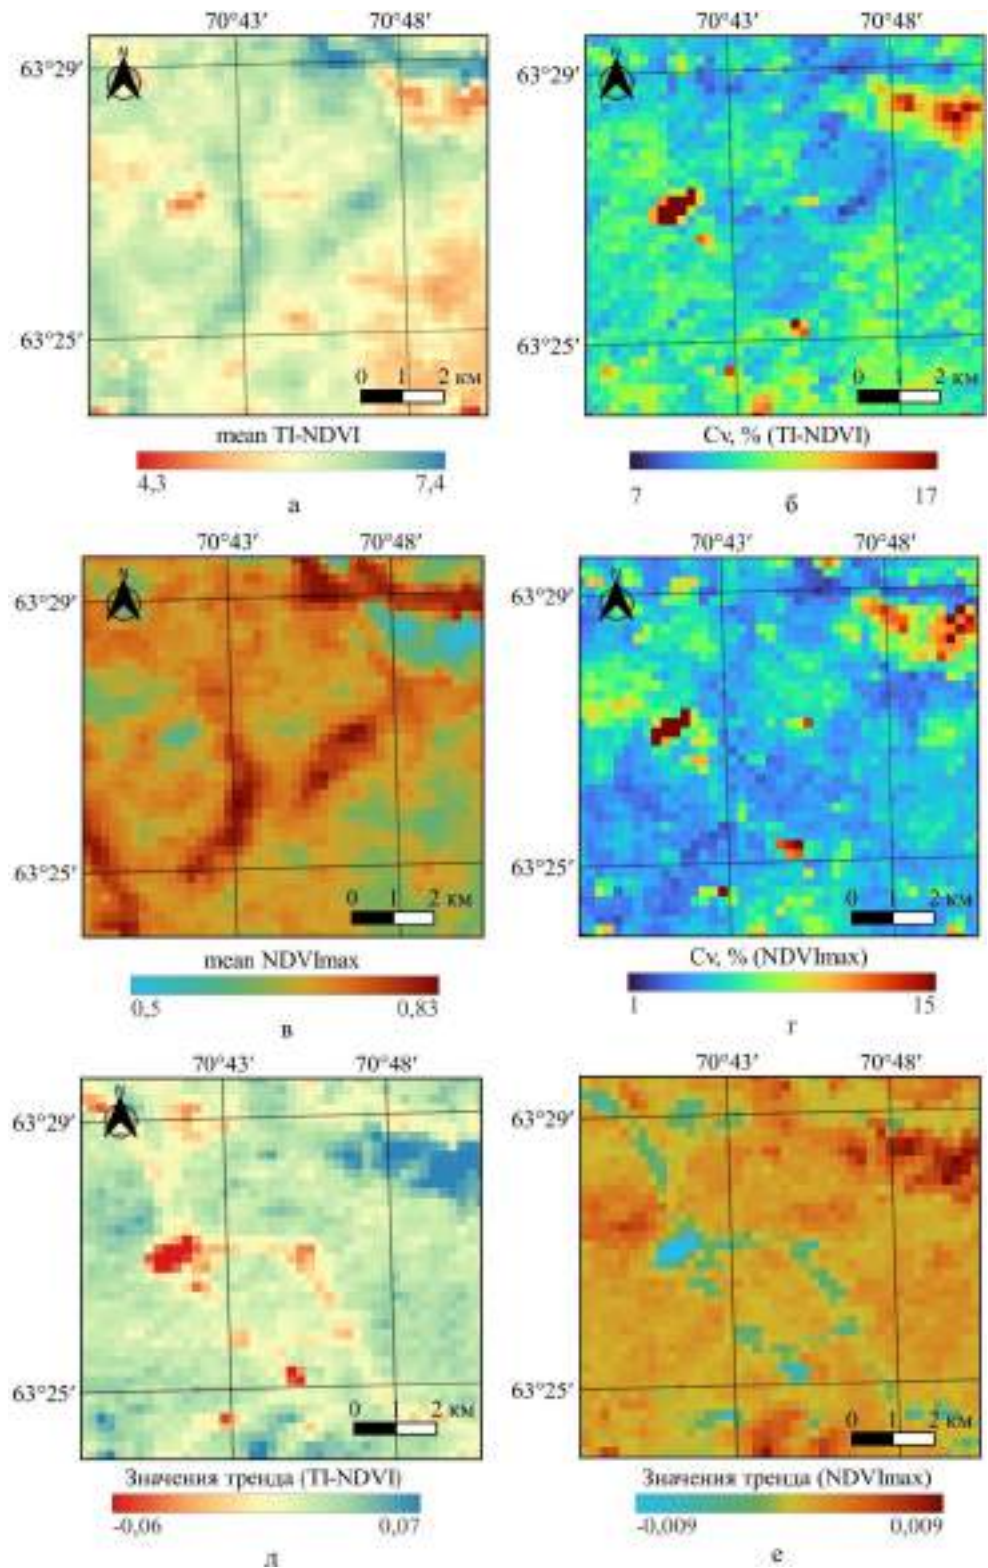 70°43′ 70°48′ 70°43′ 70°48′
N N
63°29′ 63°29′
63°25′ 63°25′
0 1 2 км 0 1 2 км
mean TI-NDVI Cv, % (TI-NDVI)
4,3 7,4 7 17
а б
70°43′ 70°48′ 70°43′ 70°48′
N N
63°29′ 63°29′
63°25′ 63°25′
0 1 2 км 0 1 2 км
mean NDVImax Cv, % (NDVImax)
0,5 0,83 1 15
в г
70°43′ 70°48′ 70°43′ 70°48′
N
63°29′ 63°29′
63°25′ 63°25′
0 1 2 км 0 1 2 км
Значения тренда (TI-NDVI) Значения тренда (NDVImax)
-0,06 0,07 -0,009 0,009
д е